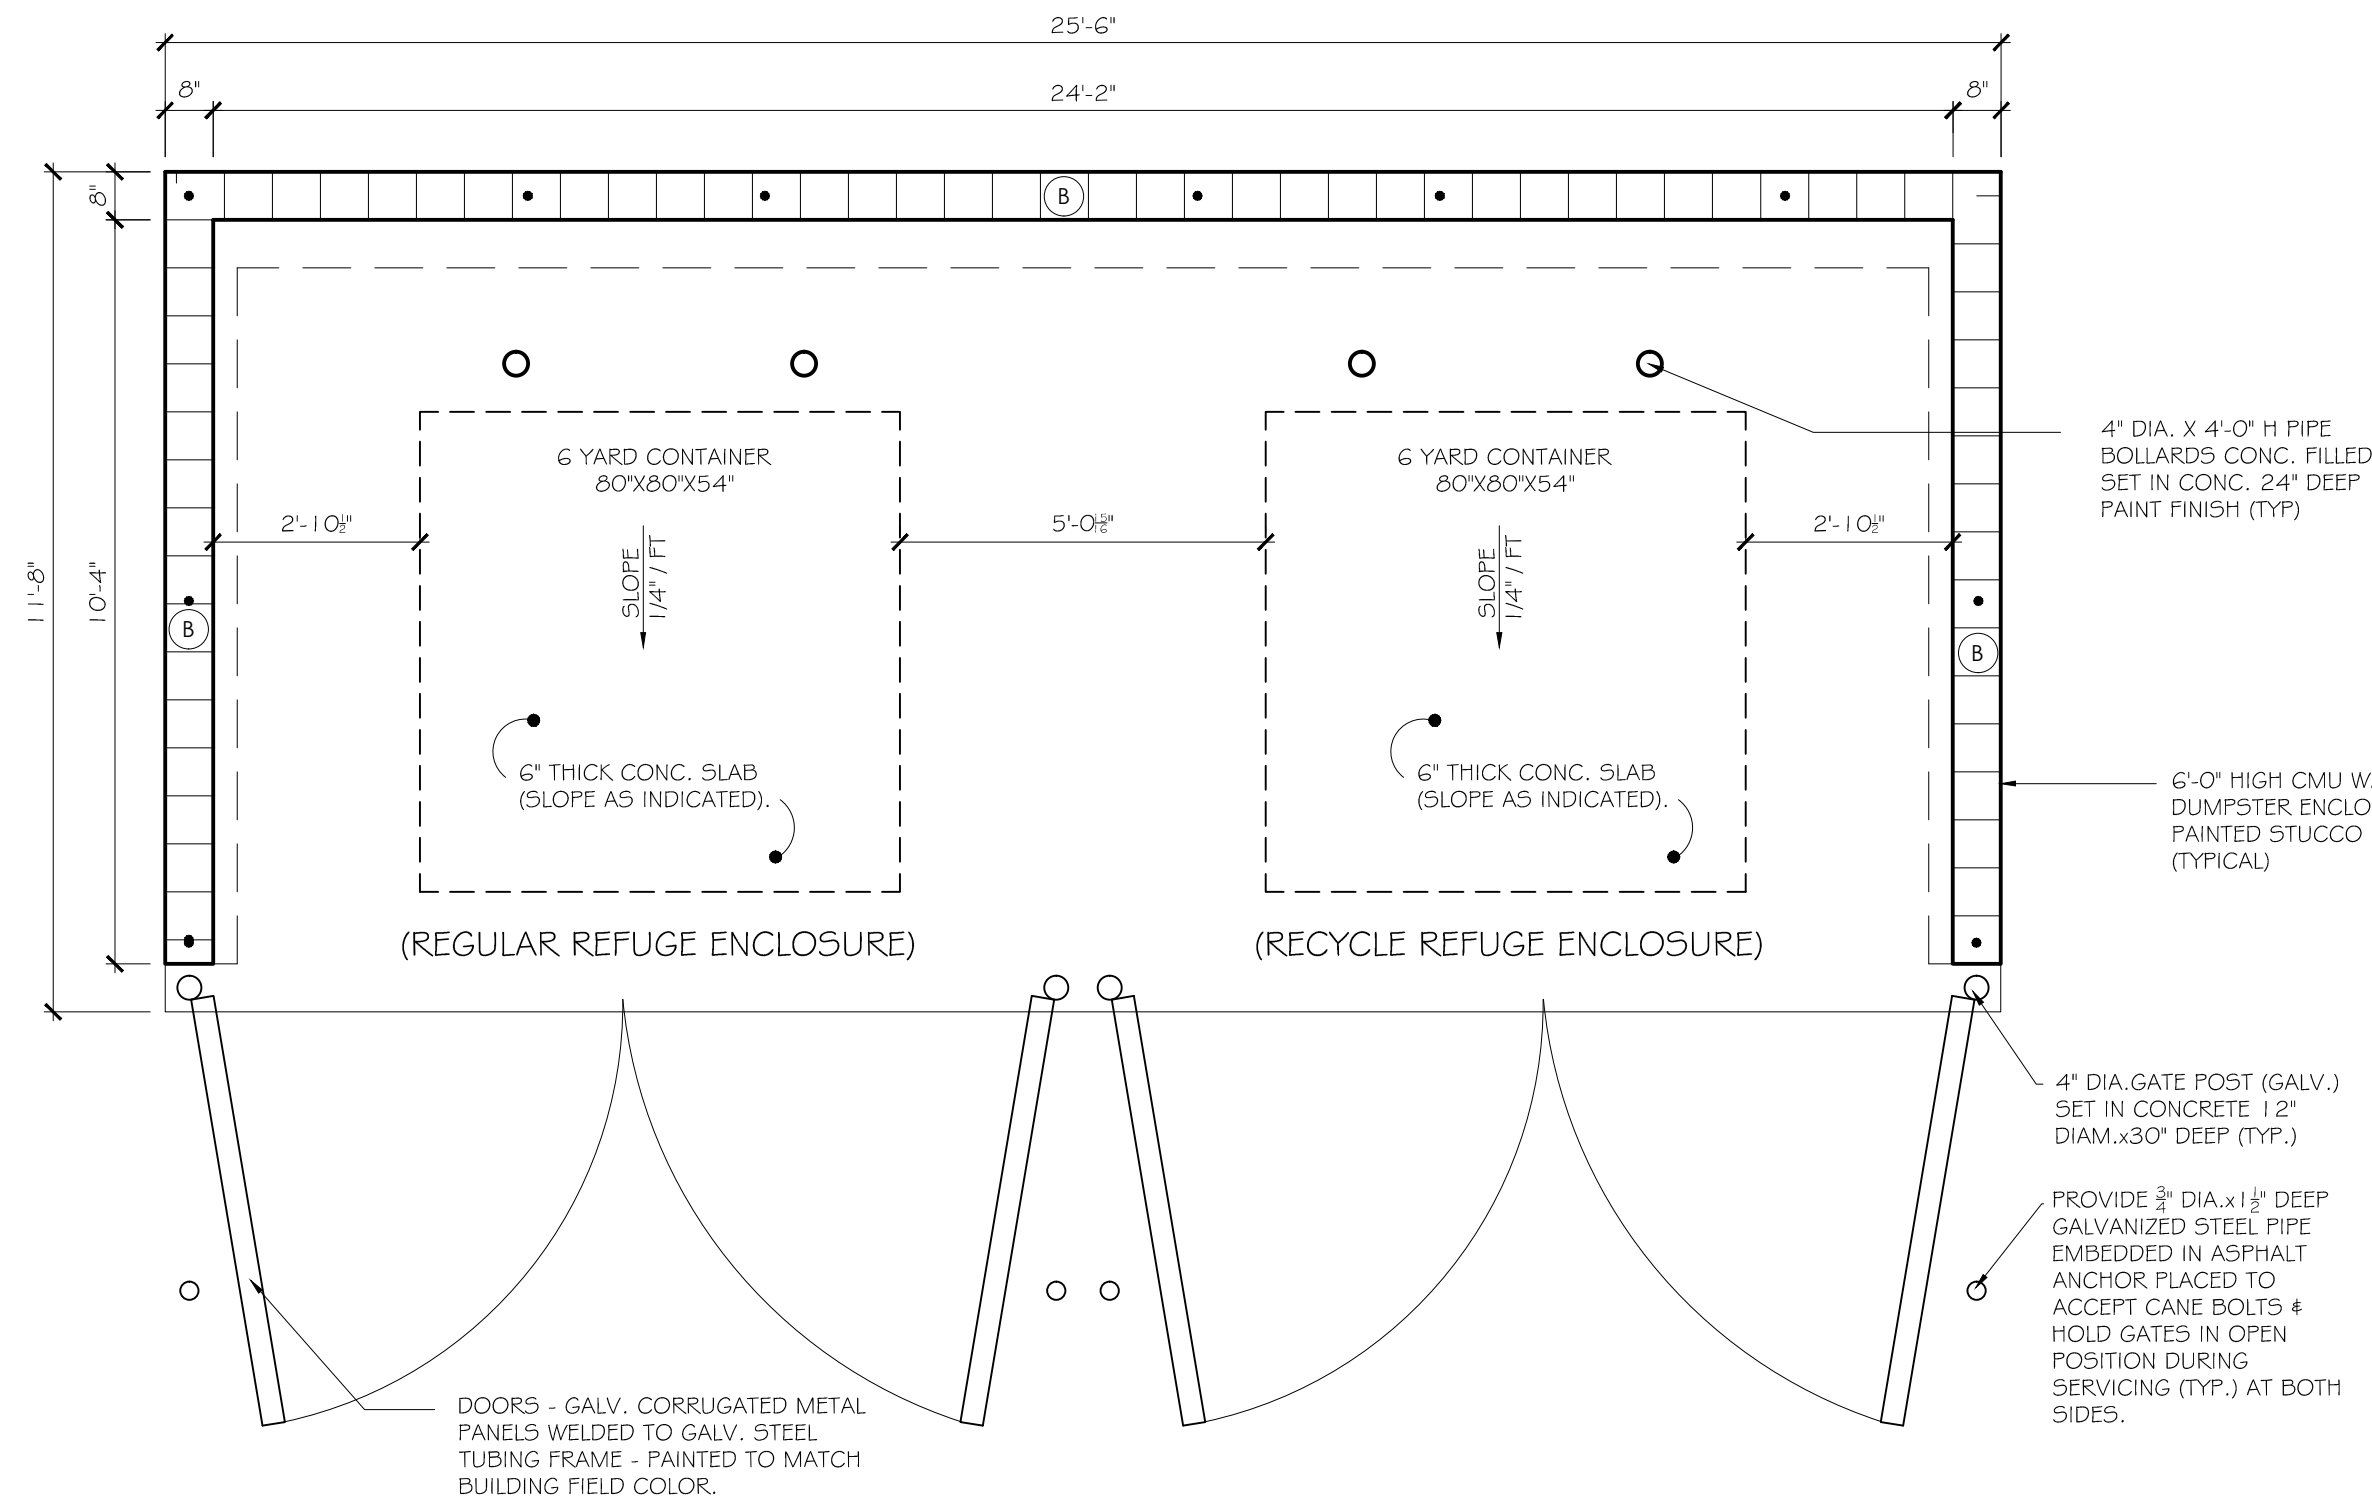 25'-6"
8"
24'-2"
8"
8"
B
11'-8"
10'-4"
6 YARD CONTAINER
80"X80"X54"
6 YARD CONTAINER
80"X80"X54"
4" DIA. X 4'-0" H PIPE
BOLLARDS CONC. FILLED
SET IN CONC. 24" DEEP
PAINT FINISH (TYP)
2'-10½"
5'-0 15/16"
2'-10½"
SLOPE
1/4" / FT
SLOPE
1/4" / FT
B
B
6" THICK CONC. SLAB
(SLOPE AS INDICATED).
6" THICK CONC. SLAB
(SLOPE AS INDICATED).
6'-0" HIGH CMU W.
DUMPSTER ENCLO
PAINTED STUCCO
(TYPICAL)
(REGULAR REFUGE ENCLOSURE)
(RECYCLE REFUGE ENCLOSURE)
4" DIA.GATE POST (GALV.)
SET IN CONCRETE 12"
DIAM.x30" DEEP (TYP.)
PROVIDE ¾" DIA.x1½" DEEP
GALVANIZED STEEL PIPE
EMBEDDED IN ASPHALT
ANCHOR PLACED TO
ACCEPT CANE BOLTS &
HOLD GATES IN OPEN
POSITION DURING
SERVICING (TYP.) AT BOTH
SIDES.
DOORS - GALV. CORRUGATED METAL
PANELS WELDED TO GALV. STEEL
TUBING FRAME - PAINTED TO MATCH
BUILDING FIELD COLOR.